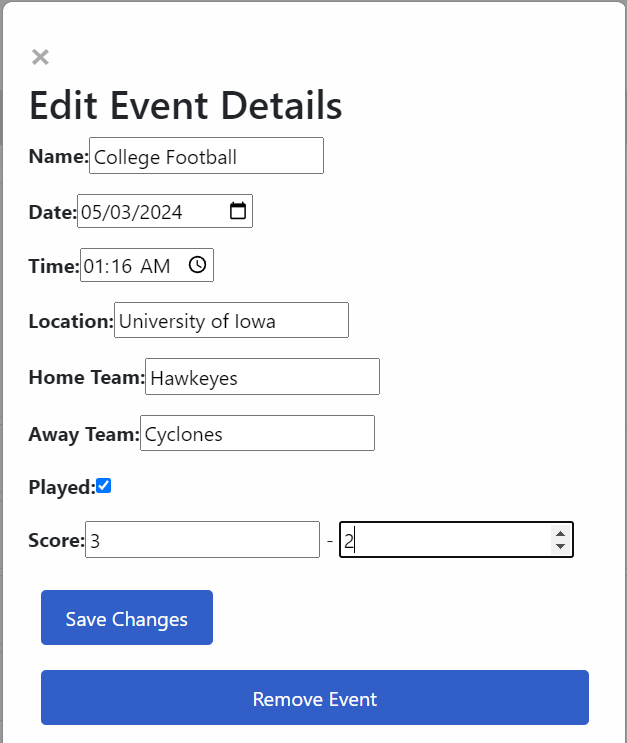 ×
Edit Event Details
Name: College Football
Date: 05/03/2024
Time: 01:16 AM
Location: University of Iowa
Home Team: Hawkeyes
Away Team: Cyclones
Played:
Score: 3 - 2
Save Changes
Remove Event